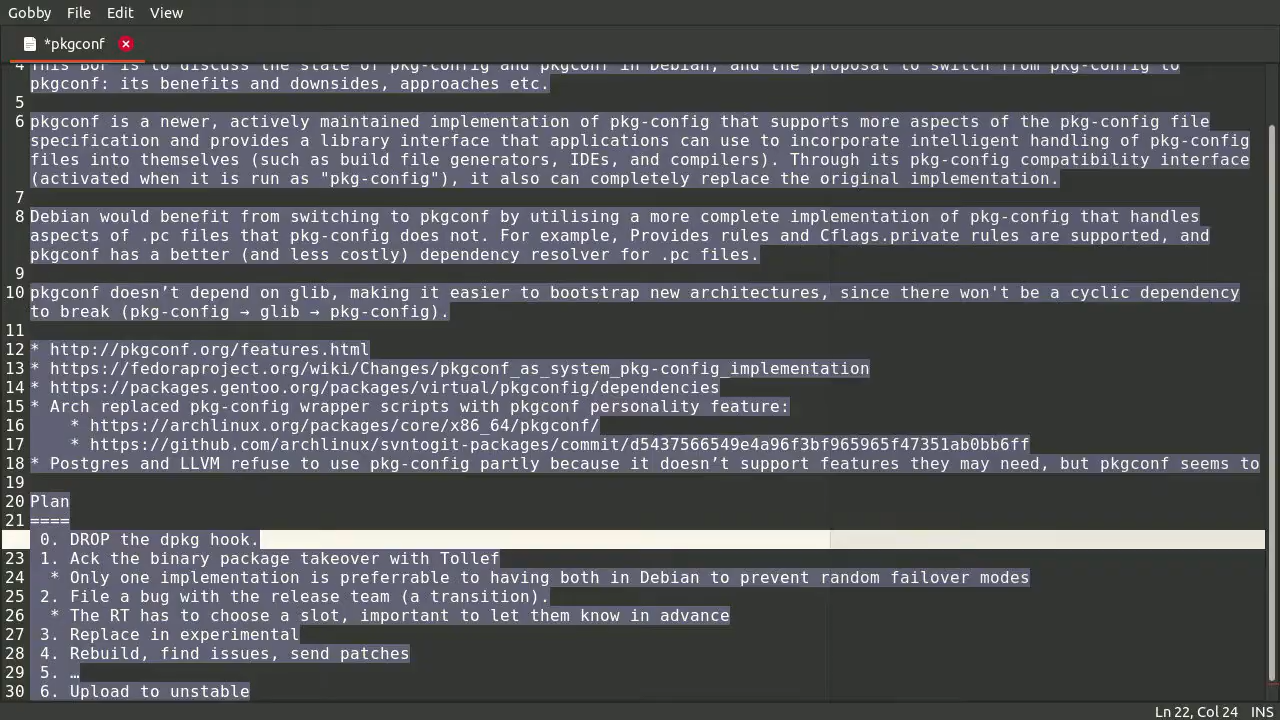 Gobby File Edit View
*pkgconf
4 This BoF is to discuss the state of pkg-config and pkgconf in Debian, and the proposal to switch from pkg-config to
pkgconf: its benefits and downsides, approaches etc.
5
6 pkgconf is a newer, actively maintained implementation of pkg-config that supports more aspects of the pkg-config file
specification and provides a library interface that applications can use to incorporate intelligent handling of pkg-config
files into themselves (such as build file generators, IDEs, and compilers). Through its pkg-config compatibility interface
(activated when it is run as "pkg-config"), it also can completely replace the original implementation.
7
8 Debian would benefit from switching to pkgconf by utilising a more complete implementation of pkg-config that handles
aspects of .pc files that pkg-config does not. For example, Provides rules and Cflags.private rules are supported, and
pkgconf has a better (and less costly) dependency resolver for .pc files.
9
10 pkgconf doesn’t depend on glib, making it easier to bootstrap new architectures, since there won't be a cyclic dependency
to break (pkg-config → glib → pkg-config).
11
12 * http://pkgconf.org/features.html
13 * https://fedoraproject.org/wiki/Changes/pkgconf_as_system_pkg-config_implementation
14 * https://packages.gentoo.org/packages/virtual/pkgconfig/dependencies
15 * Arch replaced pkg-config wrapper scripts with pkgconf personality feature:
16 * https://archlinux.org/packages/core/x86_64/pkgconf/
17 * https://github.com/archlinux/svntogit-packages/commit/d5437566549e4a96f3bf965965f47351ab0bb6ff
18 * Postgres and LLVM refuse to use pkg-config partly because it doesn’t support features they may need, but pkgconf seems to
19
20 Plan
21 ====
0. DROP the dpkg hook.
23 1. Ack the binary package takeover with Tollef
24 * Only one implementation is preferrable to having both in Debian to prevent random failover modes
25 2. File a bug with the release team (a transition).
26 * The RT has to choose a slot, important to let them know in advance
27 3. Replace in experimental
28 4. Rebuild, find issues, send patches
29 5. …
30 6. Upload to unstable
Ln 22, Col 24 INS